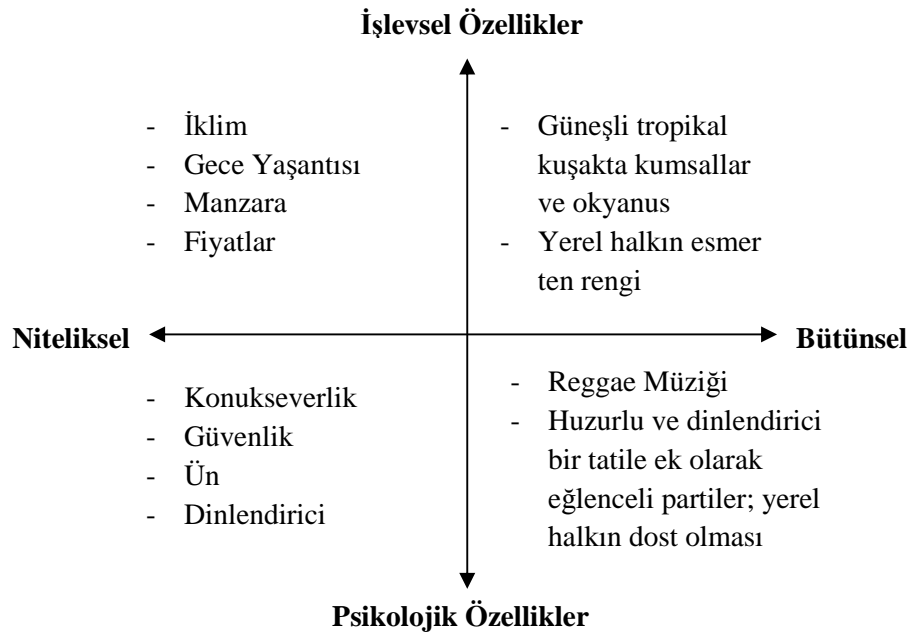 İşlevsel Özellikler
- İklim
- Gece Yaşantısı
- Manzara
- Fiyatlar
- Güneşli tropikal
kuşakta kumsallar
ve okyanus
- Yerel halkın esmer
ten rengi
Niteliksel
Bütünsel
- Konukseverlik
- Güvenlik
- Ün
- Dinlendirici
- Reggae Müziği
- Huzurlu ve dinlendirici
bir tatile ek olarak
eğlenceli partiler; yerel
halkın dost olması
Psikolojik Özellikler